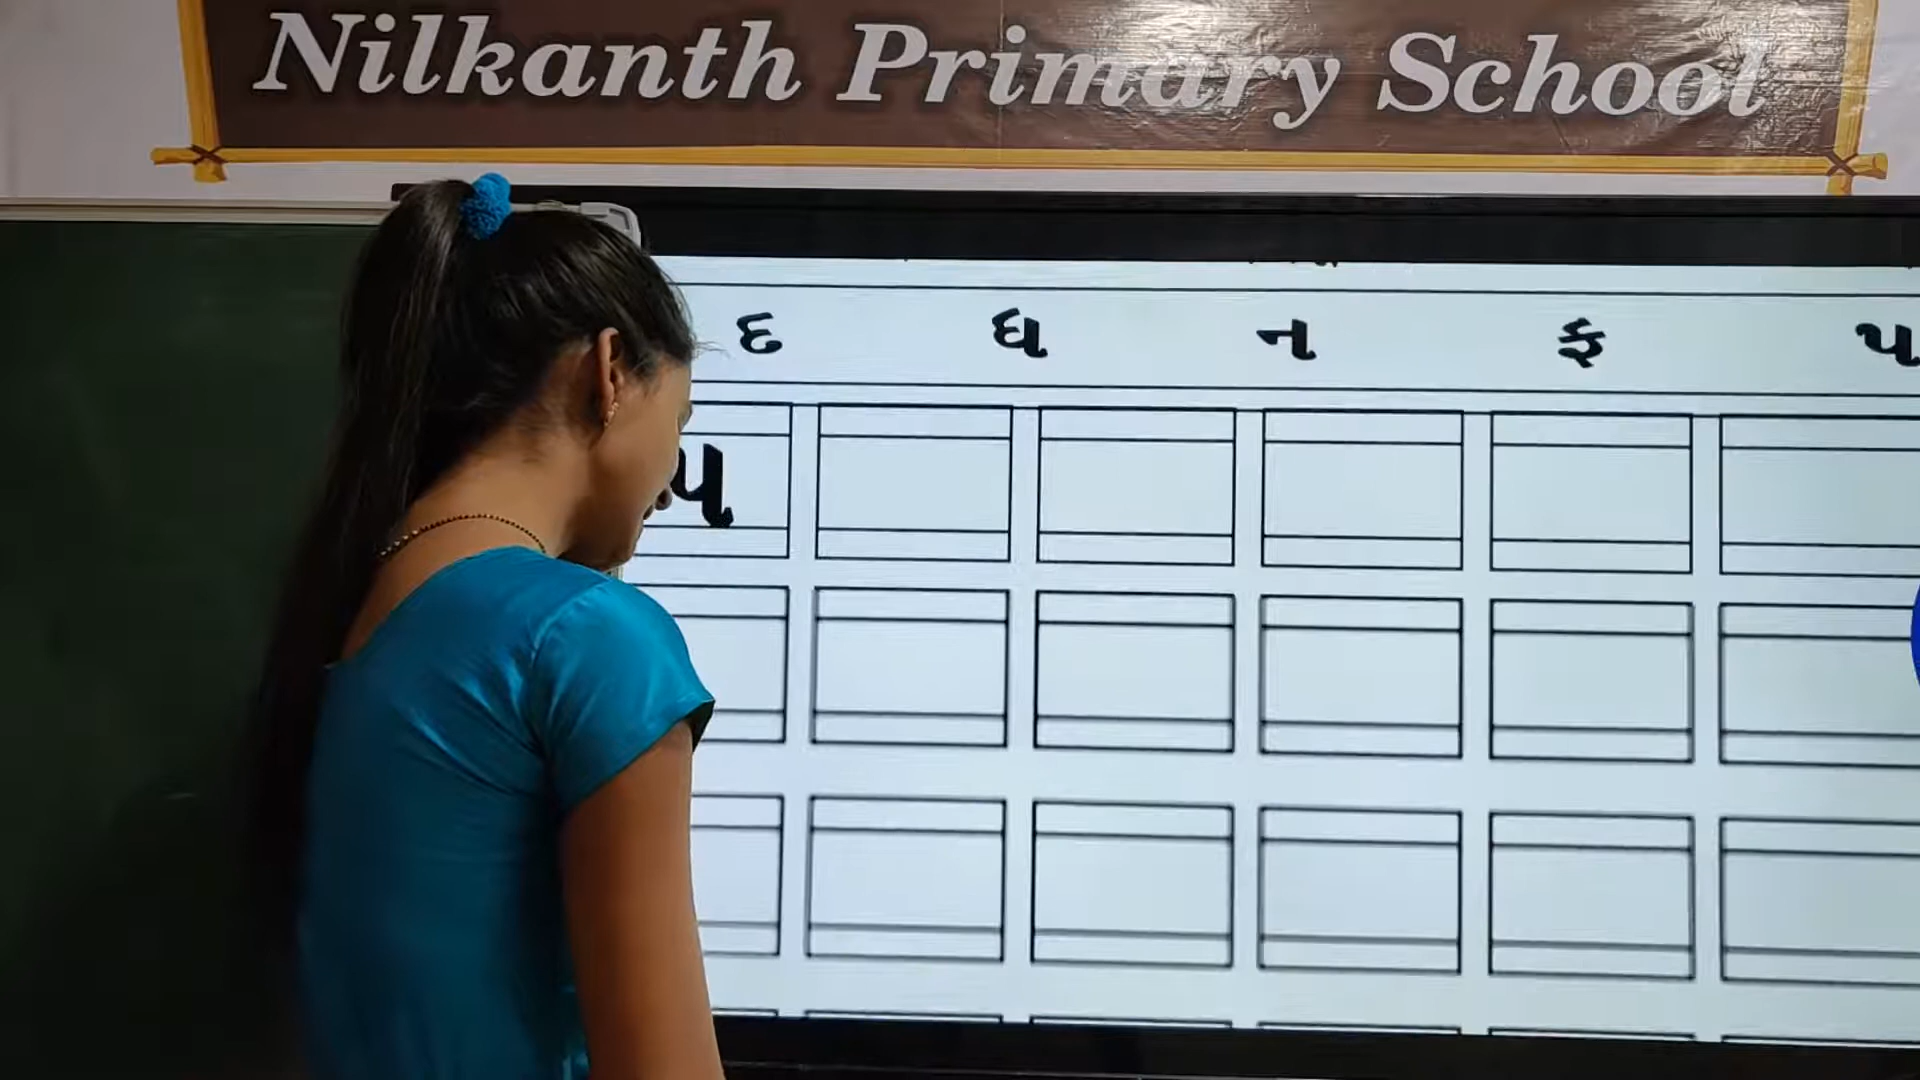 Nilkanth Primary School
દ ધ ન ફ પ
પ